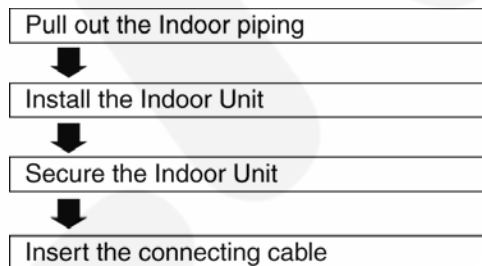 Pull out the Indoor piping
Install the Indoor Unit
Secure the Indoor Unit
Insert the connecting cable